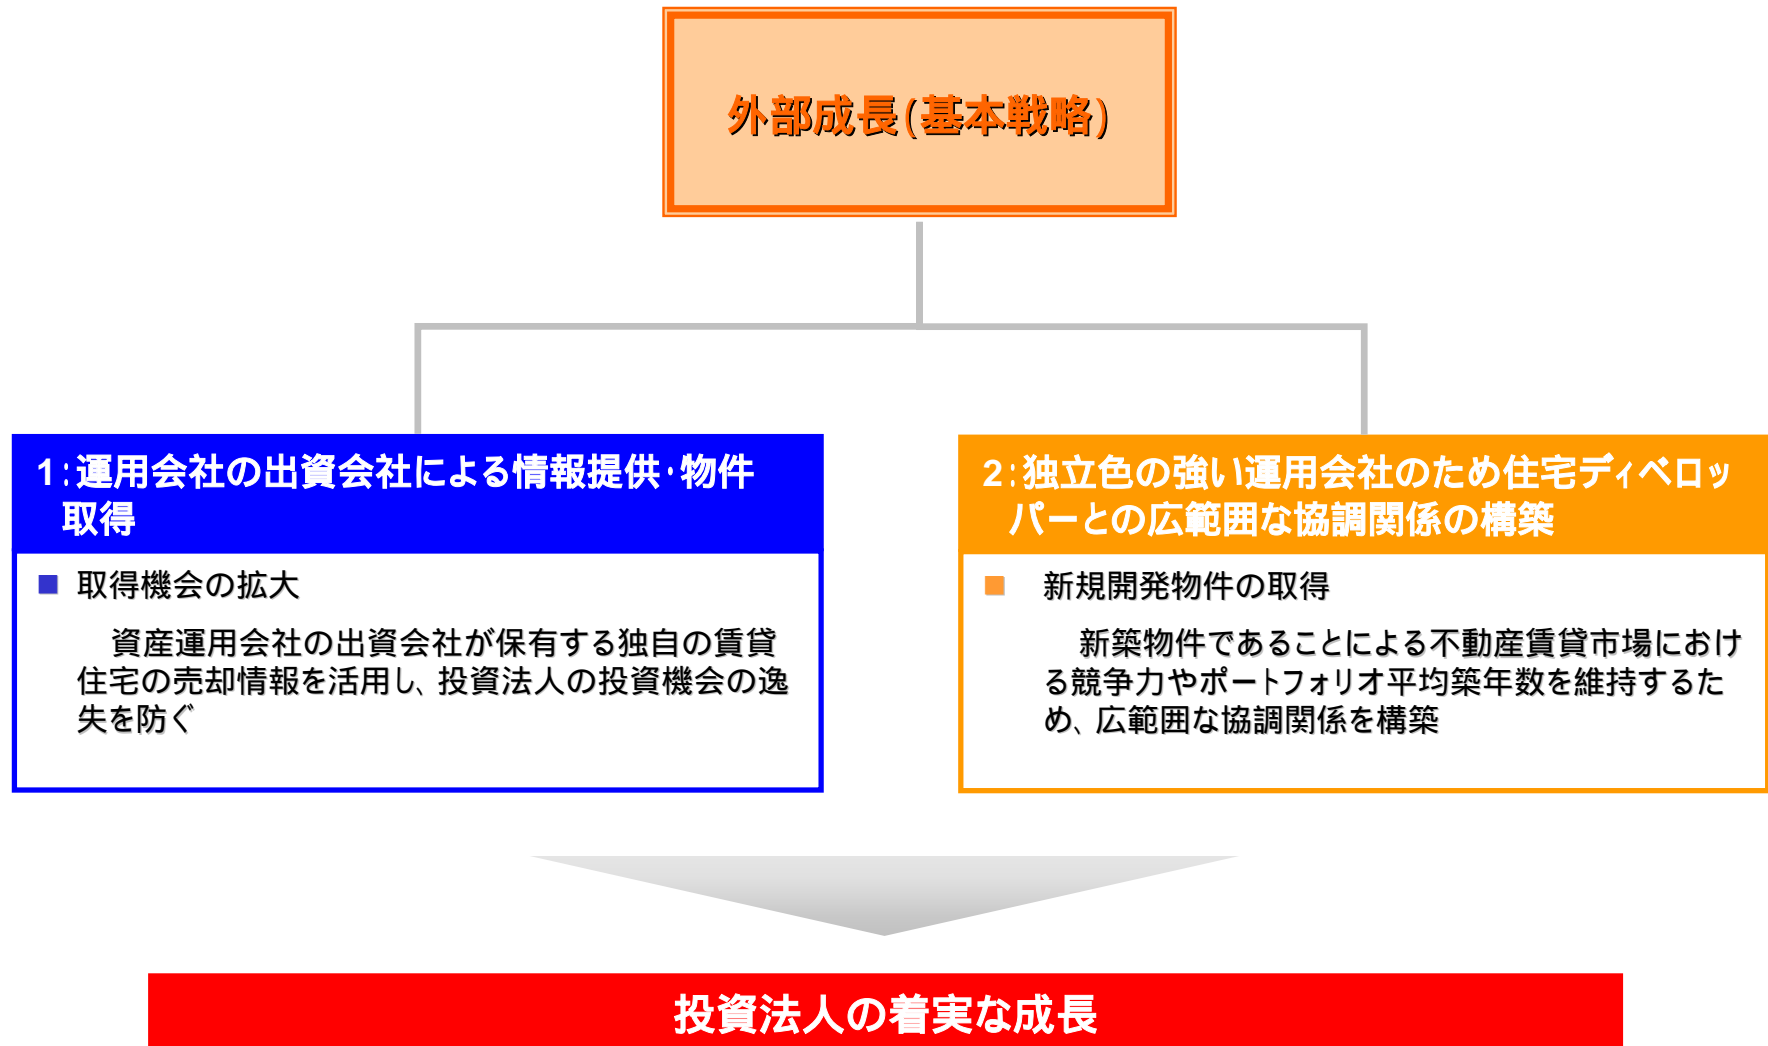 外部成長(基本戦略)
1:運用会社の出資会社による情報提供・物件
取得
■ 取得機会の拡大
資産運用会社の出資会社が保有する独自の賃貸
住宅の売却情報を活用し、投資法人の投資機会の逸
失を防ぐ
2:独立色の強い運用会社のため住宅ディベロッ
パーとの広範囲な協調関係の構築
■ 新規開発物件の取得
新築物件であることによる不動産賃貸市場におけ
る競争力やポートフォリオ平均築年数を維持するた
め、広範囲な協調関係を構築
投資法人の着実な成長